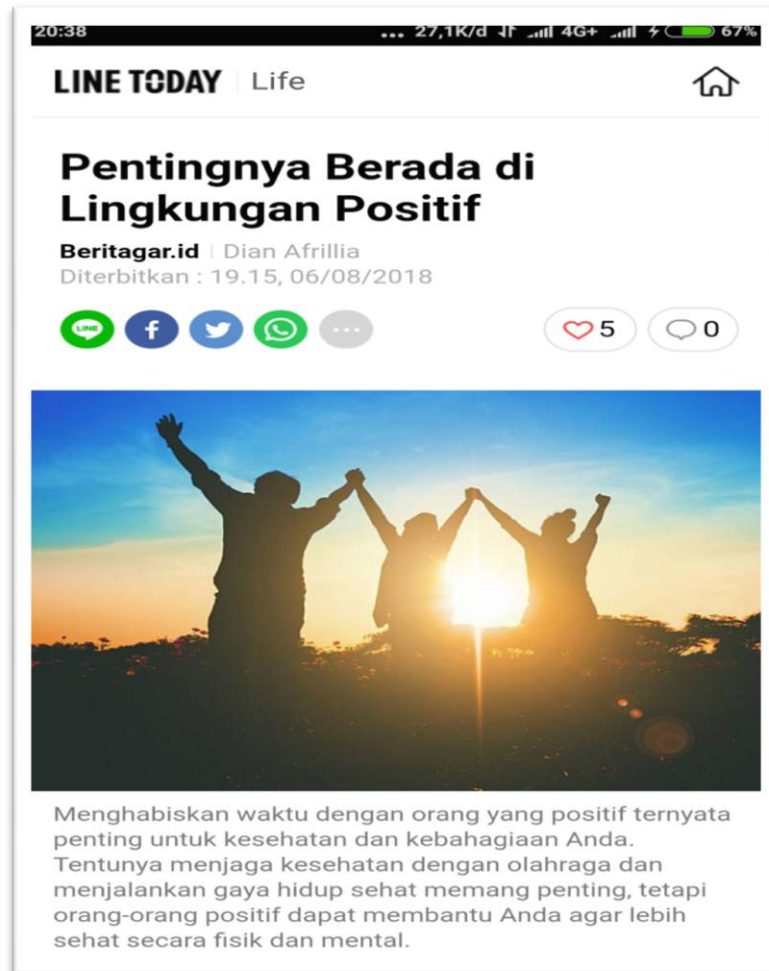 20:38 ... 27,1K/d 4G+ 67%
LINE TODAY Life
Pentingnya Berada di
Lingkungan Positif
Beritagar.id Dian Afrillia
Diterbitkan : 19.15, 06/08/2018
LINE f 5 0
Menghabiskan waktu dengan orang yang positif ternyata
penting untuk kesehatan dan kebahagiaan Anda.
Tentunya menjaga kesehatan dengan olahraga dan
menjalankan gaya hidup sehat memang penting, tetapi
orang-orang positif dapat membantu Anda agar lebih
sehat secara fisik dan mental.